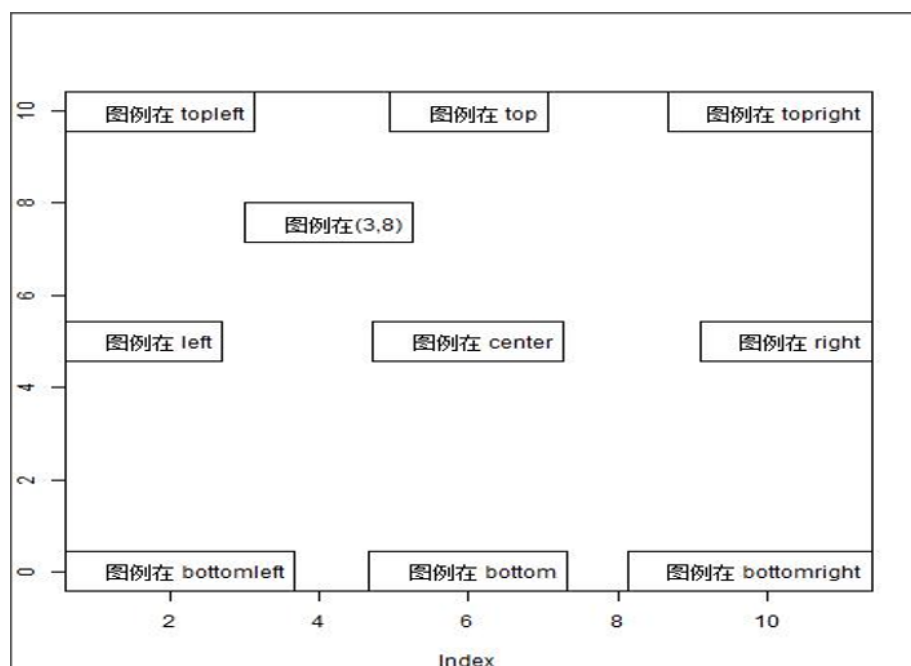 10
图例在 topleft
图例在 top
图例在 topright
8
图例在(3,8)
6
图例在 left
图例在 center
图例在 right
4
2
0
图例在 bottomleft
图例在 bottom
图例在 bottomright
2 4 6 8 10
Index